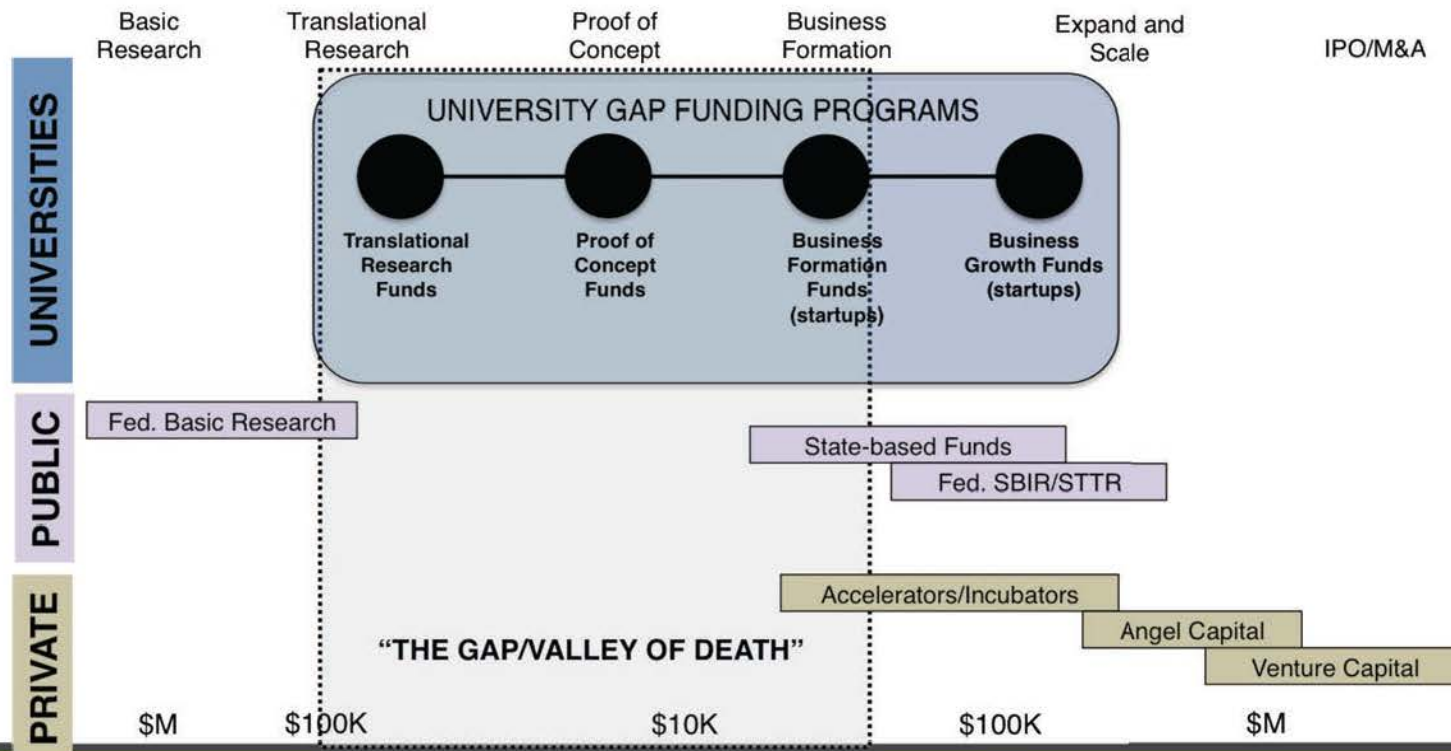 Basic
Research
Translational
Research
Proof of
Concept
Business
Formation
Expand and
Scale
IPO/M&A
UNIVERSITIES
UNIVERSITY GAP FUNDING PROGRAMS
Translational
Research
Funds
Proof of
Concept
Funds
Business
Formation
Funds
(startups)
Business
Growth Funds
(startups)
PUBLIC
Fed. Basic Research
State-based Funds
Fed. SBIR/STTR
PRIVATE
Accelerators/Incubators
Angel Capital
Venture Capital
“THE GAP/VALLEY OF DEATH”
$M
$100K
$10K
$100K
$M